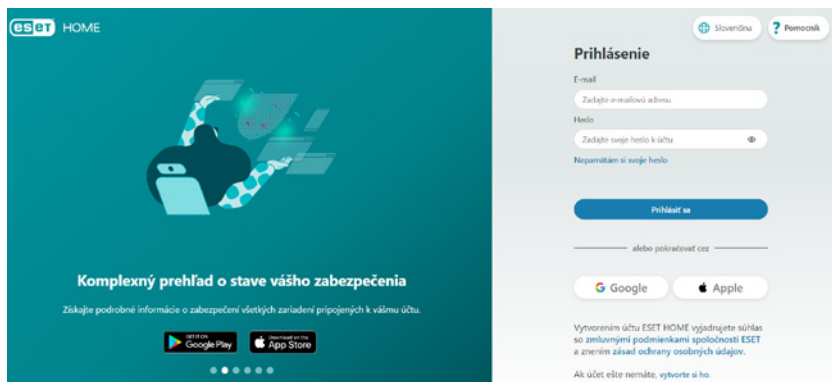 eset HOME
Slovenčina
Pomocník
Prihlásenie
E-mail
Zadajte e-mailovú adresu
Heslo
Zadajte svoje heslo k účtu
Nepamätám si svoje heslo
Prihlásiť sa
alebo pokračovať cez
Google
Apple
Vytvorením účtu ESET HOME vyjadrujete súhlas
so zmluvnými podmienkami spoločnosti ESET
a znením zásad ochrany osobných údajov.
Ak účet ešte nemáte, vytvorte si ho.
Komplexný prehľad o stave vášho zabezpečenia
Získajte podrobné informácie o zabezpečení všetkých zariadení pripojených k vášmu účtu.
GET IT ON
Google Play
Download on the
App Store